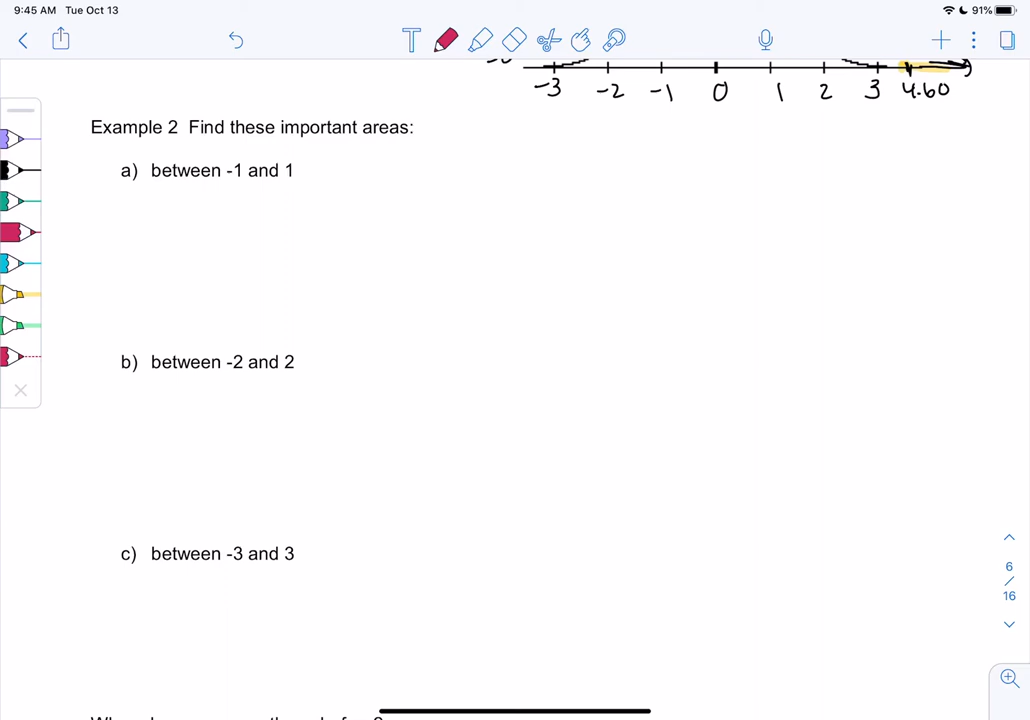 9:45 AM Tue Oct 13
91%
T
-3 -2 -1 0 1 2 3 4.60
Example 2 Find these important areas:
a) between -1 and 1
b) between -2 and 2
c) between -3 and 3
6
/
16